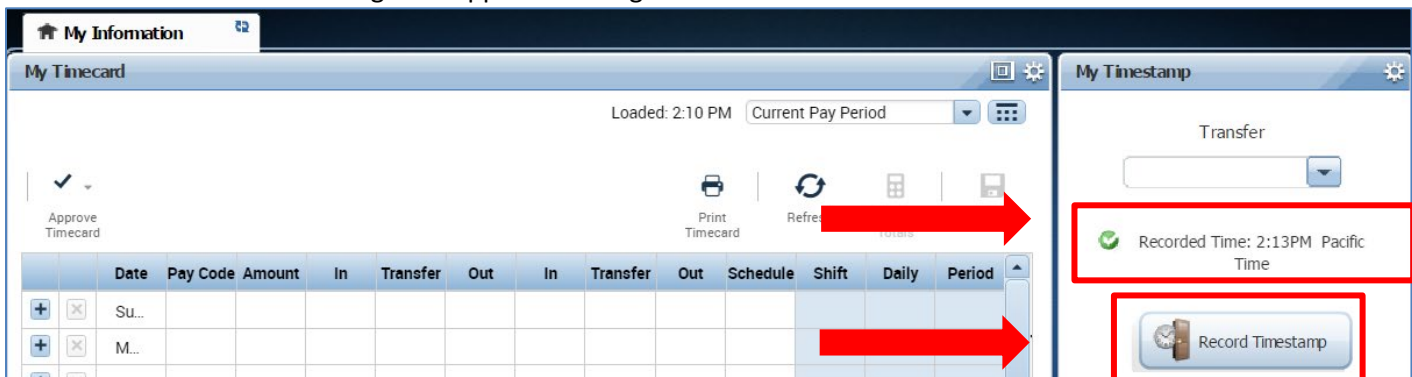 My Information
My Timecard
My Timestamp
Loaded: 2:10 PM Current Pay Period
Transfer
Approve
Timecard
Print
Timecard
Totals
Recorded Time: 2:13PM Pacific
Time
Date Pay Code Amount In Transfer Out In Transfer Out Schedule Shift Daily Period
Su...
M...
Record Timestamp